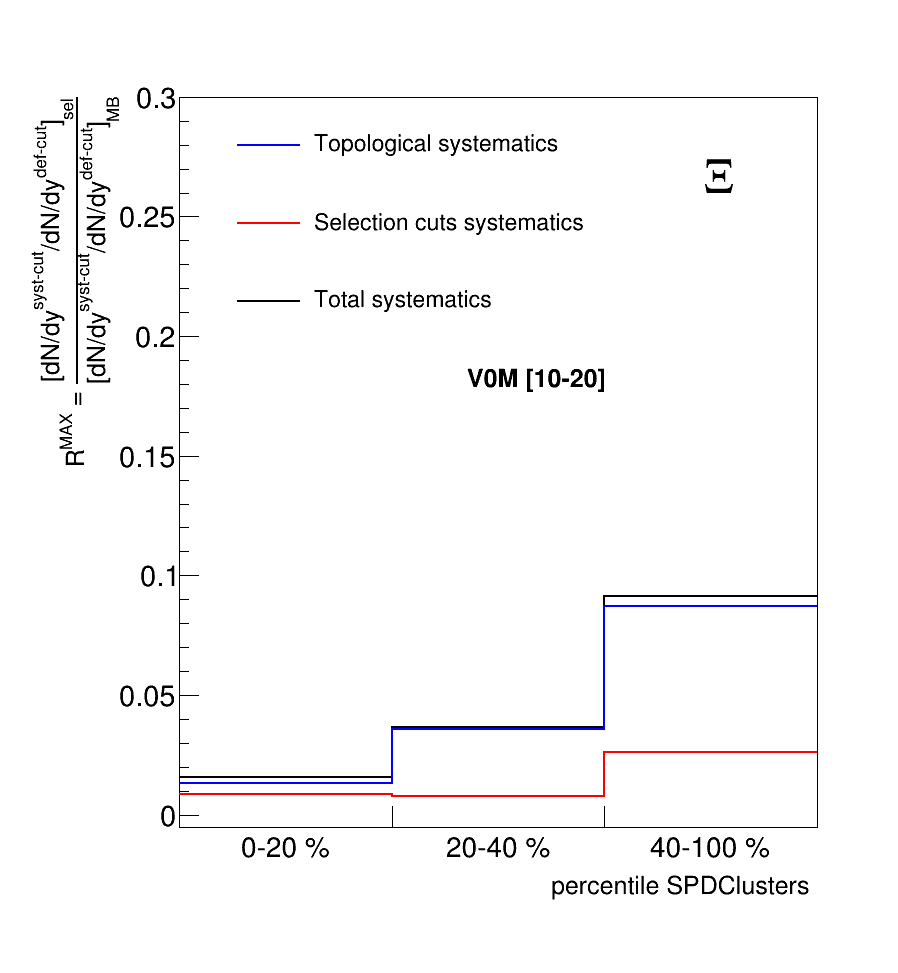 R^MAX = [dN/dy^syst-cut/dN/dy^def-cut]_sel / [dN/dy^syst-cut/dN/dy^def-cut]_MB
0.3
0.25
0.2
0.15
0.1
0.05
0
Topological systematics
Selection cuts systematics
Total systematics
Ξ
V0M [10-20]
0-20 %
20-40 %
40-100 %
percentile SPDClusters